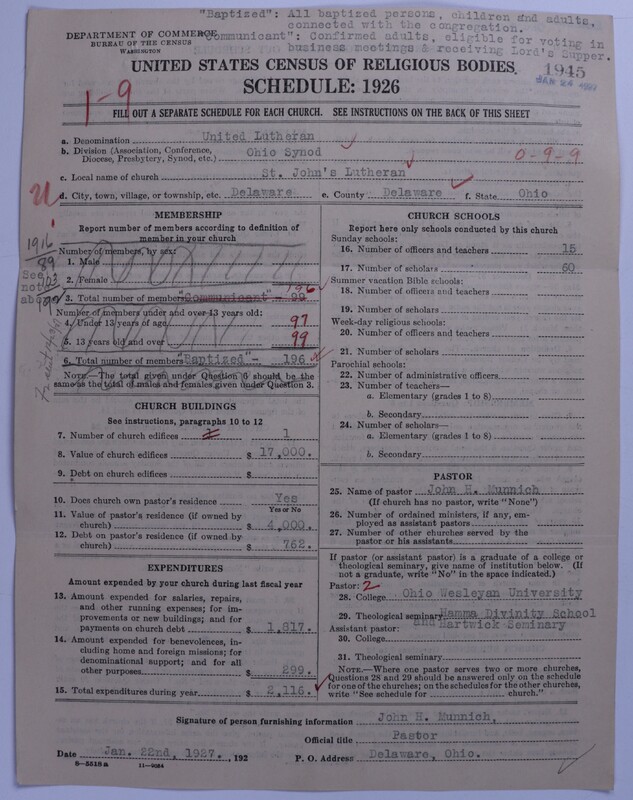 "Baptized": All baptized persons, children and adults,
connected with the congregation.
"Communicant": Confirmed adults, eligible for voting in
business meetings & receiving Lord's Supper.
DEPARTMENT OF COMMERCE
BUREAU OF THE CENSUS
WASHINGTON
UNITED STATES CENSUS OF RELIGIOUS BODIES
SCHEDULE: 1926
1945
JAN 24 1927
1-9
FILL OUT A SEPARATE SCHEDULE FOR EACH CHURCH. SEE INSTRUCTIONS ON THE BACK OF THIS SHEET
a. Denomination United Lutheran
b. Division (Association, Conference,
Diocese, Presbytery, Synod, etc.) Ohio Synod 0-9-9
c. Local name of church St. John's Lutheran
d. City, town, village, or township, etc. Delaware e. County Delaware f. State Ohio
MEMBERSHIP
Report number of members according to definition of
member in your church
1916
89
See
note
above
Number of members, by sex:
1. Male
2. Female
196
3. Total number of members "Communicant" - 99
Number of members under and over 13 years old:
4. Under 13 years of age 97
5. 13 years old and over 99
6. Total number of members "Baptized" - 196
NOTE.—The total given under Question 6 should be the
same as the total of males and females given under Question 3.
CHURCH BUILDINGS
See instructions, paragraphs 10 to 12
7. Number of church edifices 1
8. Value of church edifices $ 17,000.
9. Debt on church edifices $
10. Does church own pastor's residence Yes
Yes or No
11. Value of pastor's residence (if owned by
church) $ 4,000.
12. Debt on pastor's residence (if owned by
church) $ 762.
EXPENDITURES
Amount expended by your church during last fiscal year
13. Amount expended for salaries, repairs,
and other running expenses; for im-
provements or new buildings; and for
payments on church debt $ 1,817.
14. Amount expended for benevolences, in-
cluding home and foreign missions; for
denominational support; and for all
other purposes $ 299.
15. Total expenditures during year $ 2,116.
CHURCH SCHOOLS
Report here only schools conducted by this church
Sunday schools:
16. Number of officers and teachers 15
17. Number of scholars 60
Summer vacation Bible schools:
18. Number of officers and teachers
19. Number of scholars
Week-day religious schools:
20. Number of officers and teachers
21. Number of scholars
Parochial schools:
22. Number of administrative officers
23. Number of teachers—
a. Elementary (grades 1 to 8)
b. Secondary
24. Number of scholars—
a. Elementary (grades 1 to 8)
b. Secondary
PASTOR
25. Name of pastor John H. Munnich
(If church has no pastor, write "None")
26. Number of ordained ministers, if any, em-
ployed as assistant pastors
27. Number of other churches served by the
pastor or his assistants
If pastor (or assistant pastor) is a graduate of a college or
theological seminary, give name of institution below. (If
not a graduate, write "No" in the space indicated.)
Pastor: 2
28. College Ohio Wesleyan University
29. Theological seminary Hamma Divinity School
Assistant pastor: and Hartwick Seminary
30. College
31. Theological seminary
NOTE.—Where one pastor serves two or more churches,
Questions 28 and 29 should be answered only on the schedule
for one of the churches; on the schedules for the other churches,
write "See schedule for church."
Signature of person furnishing information John H. Munnich,
Official title Pastor
Date Jan. 22nd, 1927., 192 P. O. Address Delaware, Ohio.
8-5518 a 11-9084